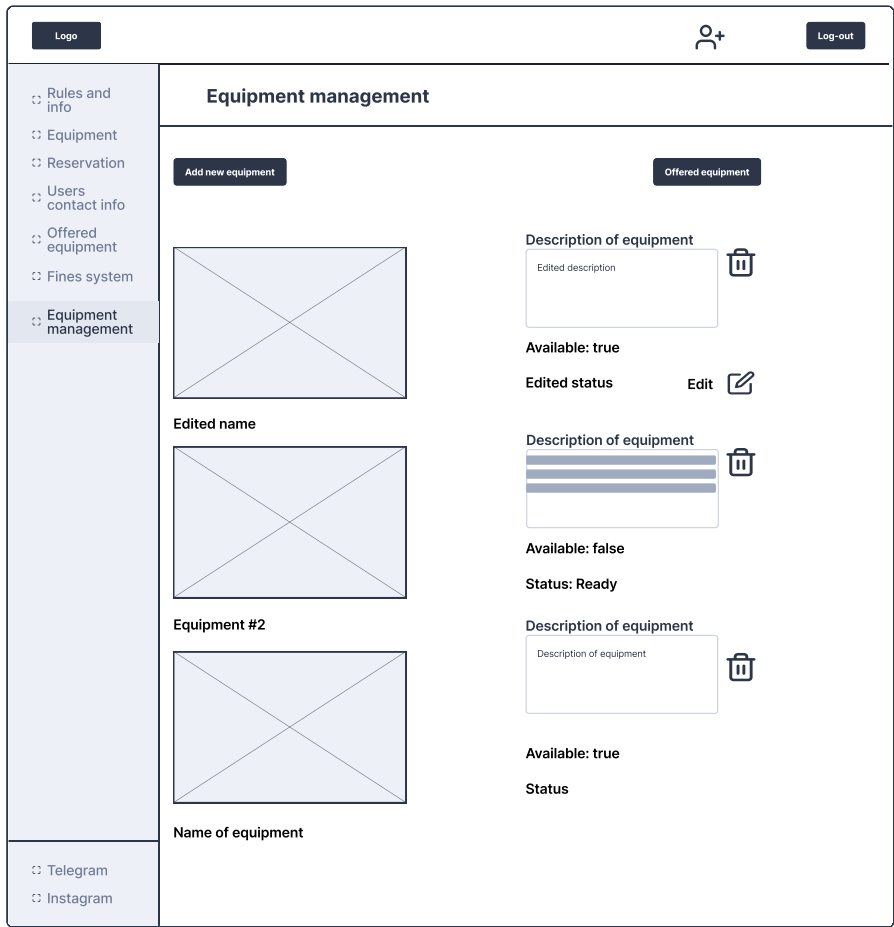 Logo
Log-out
Rules and
info
Equipment
Reservation
Users
contact info
Offered
equipment
Fines system
Equipment
management
Telegram
Instagram
Equipment management
Add new equipment
Offered equipment
Description of equipment
Edited description
Available: true
Edited status
Edit
Edited name
Description of equipment
Available: false
Status: Ready
Equipment #2
Description of equipment
Description of equipment
Available: true
Status
Name of equipment